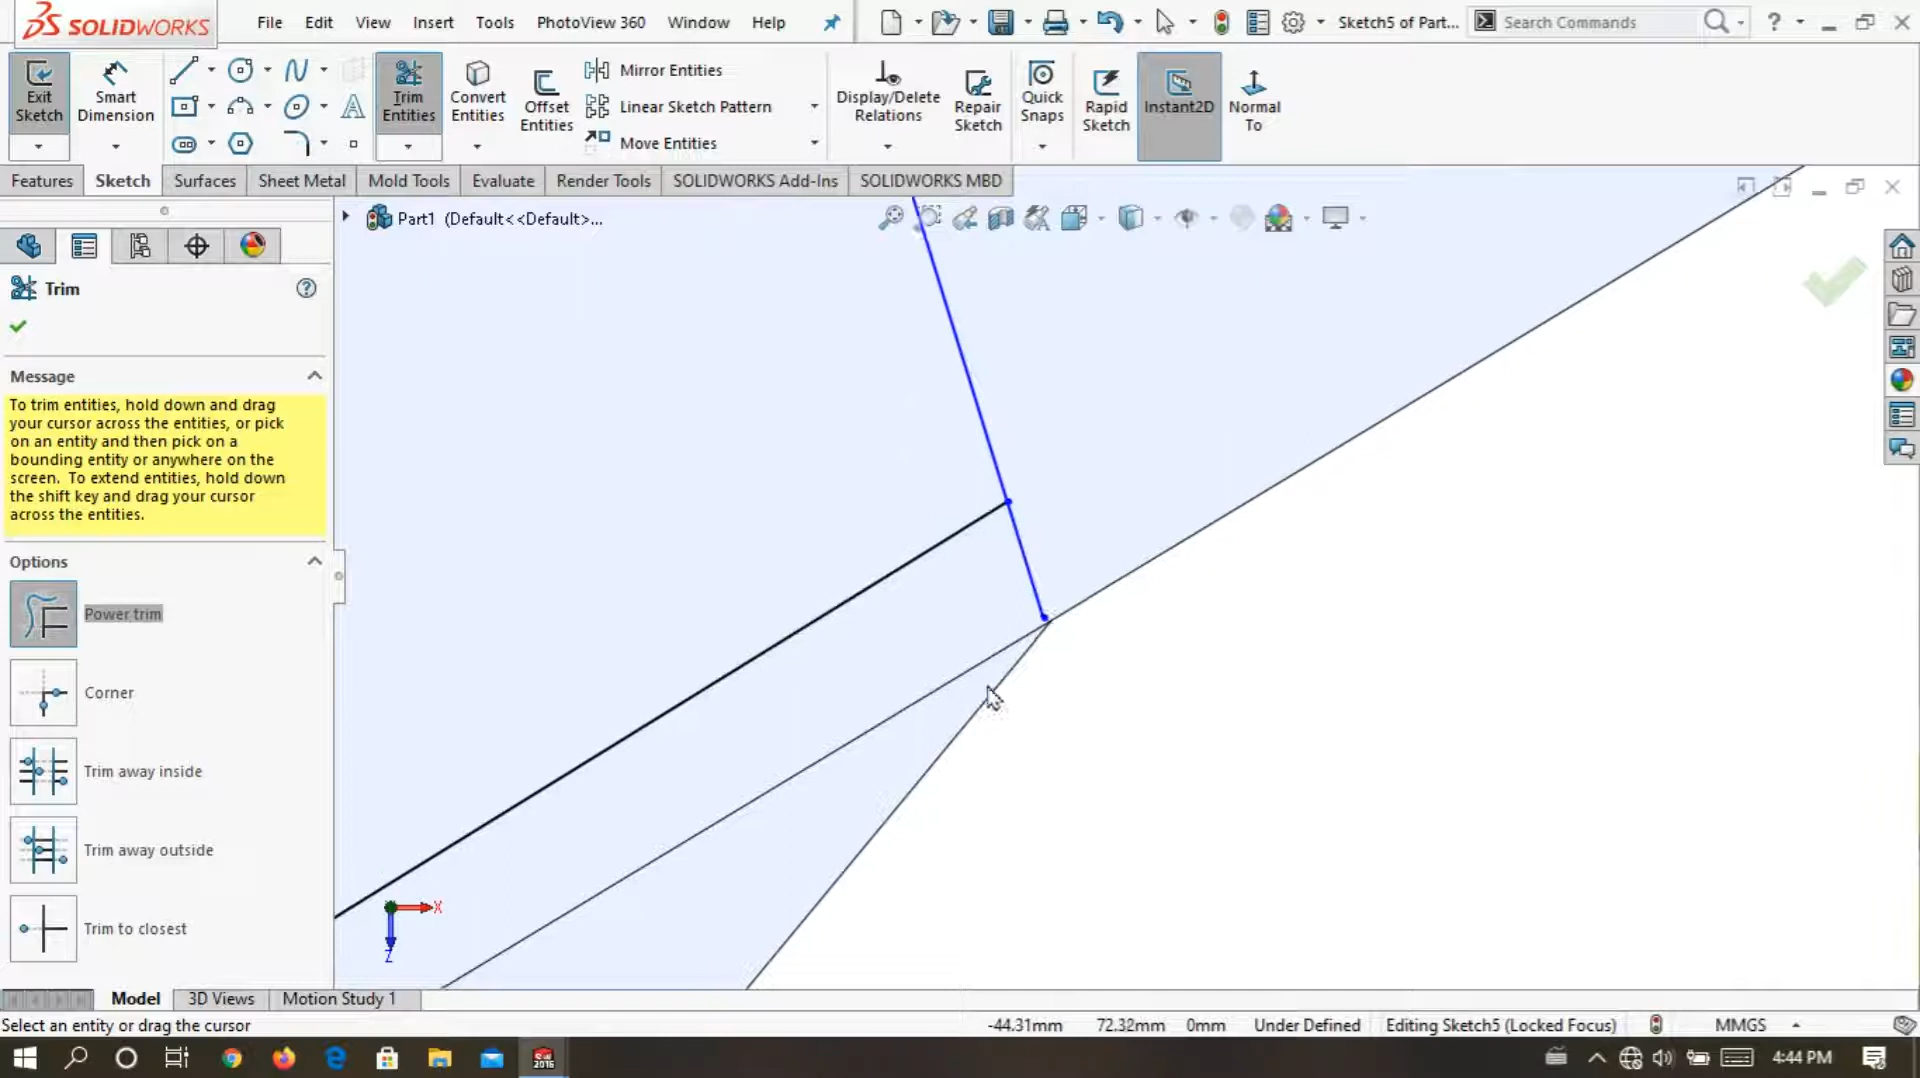 SOLIDWORKS
File Edit View Insert Tools PhotoView 360 Window Help
Sketch5 of Part...
Search Commands
?
Exit Sketch
Smart Dimension
Trim Entities
Convert Entities
Offset Entities
Mirror Entities
Linear Sketch Pattern
Move Entities
Display/Delete Relations
Repair Sketch
Quick Snaps
Rapid Sketch
Instant2D
Normal To
Features Sketch Surfaces Sheet Metal Mold Tools Evaluate Render Tools SOLIDWORKS Add-Ins SOLIDWORKS MBD
Part1 (Default<<Default>...
Trim
?
Message
To trim entities, hold down and drag
your cursor across the entities, or pick
on an entity and then pick on a
bounding entity or anywhere on the
screen. To extend entities, hold down
the shift key and drag your cursor
across the entities.
Options
Power trim
Corner
Trim away inside
Trim away outside
Trim to closest
X
Z
Model 3D Views Motion Study 1
Select an entity or drag the cursor
-44.31mm 72.32mm 0mm Under Defined Editing Sketch5 (Locked Focus) MMGS
SW
2016
4:44 PM